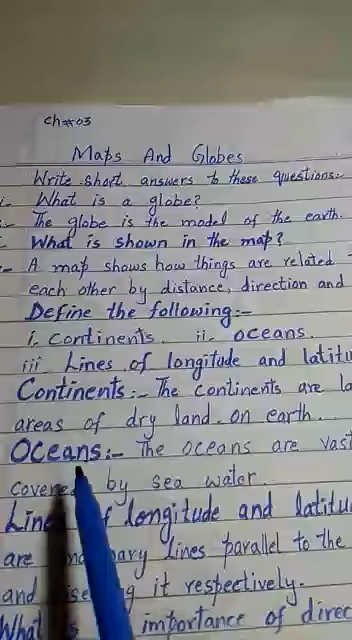 Ch#03
Maps And Globes
Write short answers to these questions:-
What is a globe?
The globe is the model of the earth.
What is shown in the map?
A map shows how things are related
each other by distance, direction and
Define the following:-
i. continents. ii- oceans.
iii Lines of longitude and latitu
Continents:- The continents are la
areas of dry land on earth.
Oceans:- The oceans are vast
covered by sea water.
longitude and latitu
are lines parallel to the
and it respectively.
What importance of direc